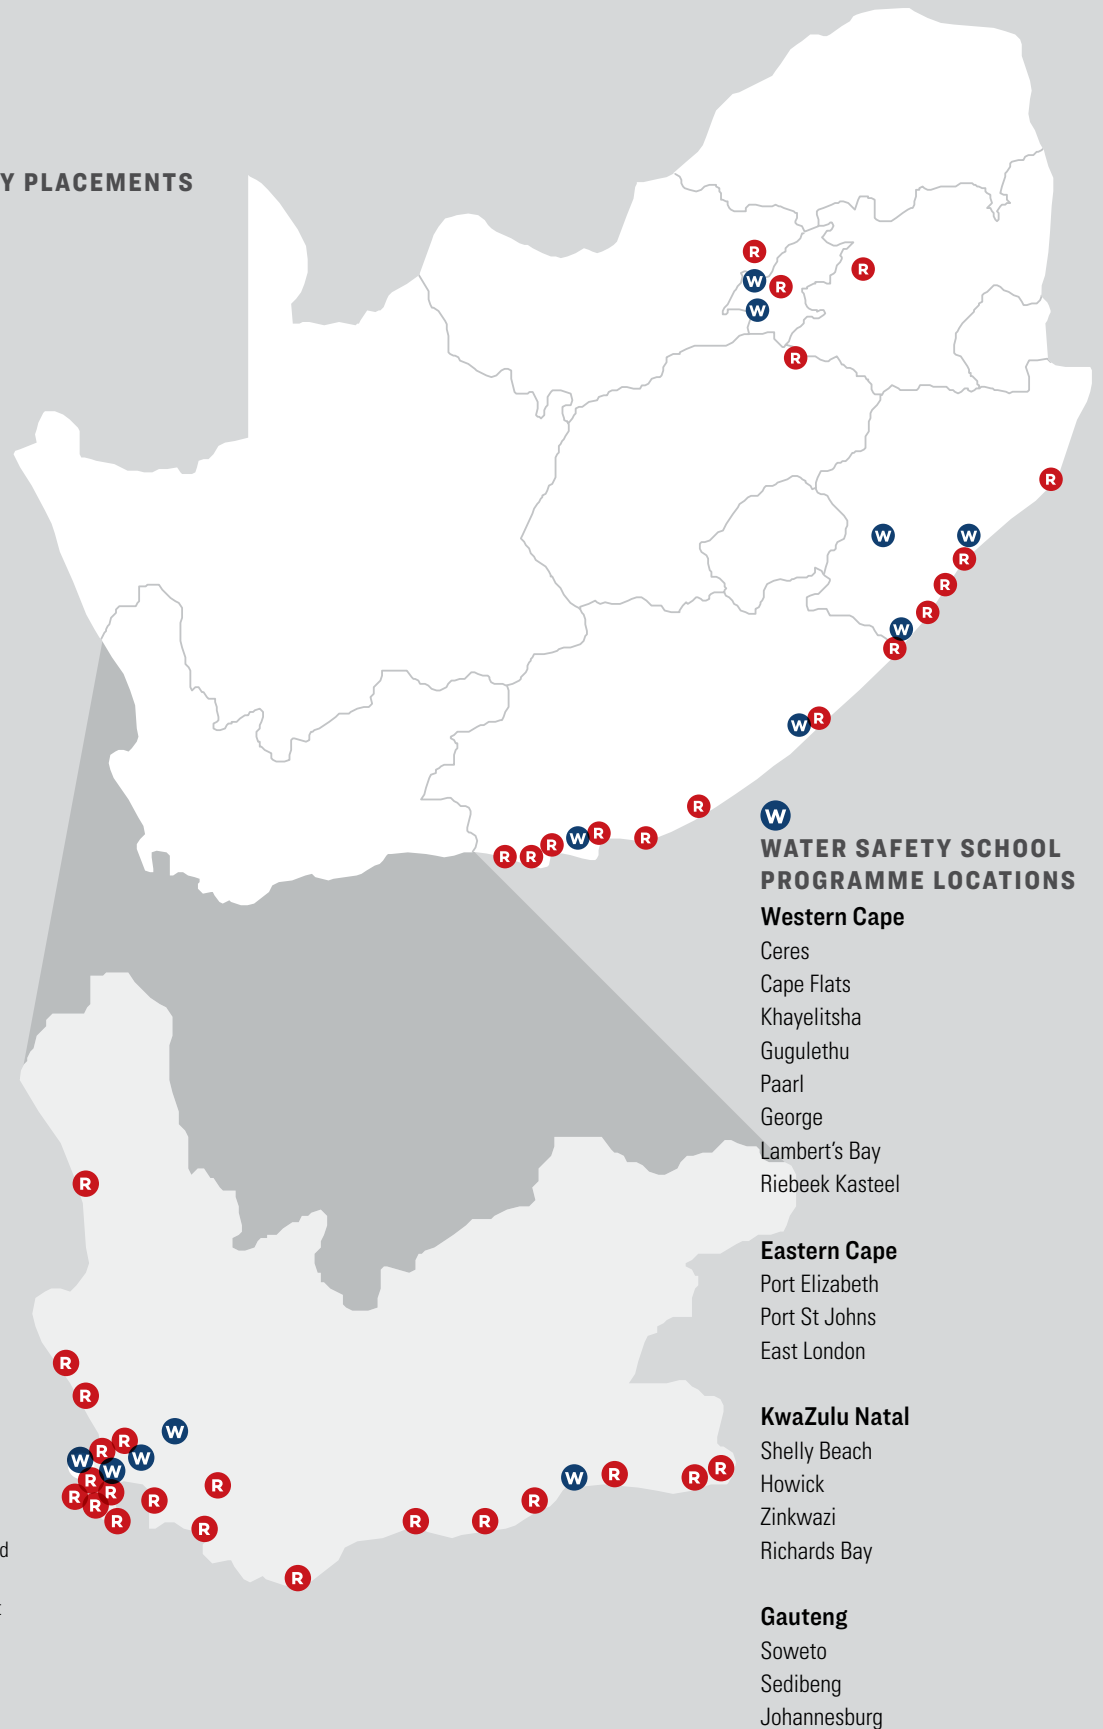 Y PLACEMENTS
R
W
R
R
W
R
R
W
W
R
R
R
W
R
W
R
R
R
W
R
R
R
R
W
WATER SAFETY SCHOOL
PROGRAMME LOCATIONS
Western Cape
Ceres
Cape Flats
Khayelitsha
Gugulethu
Paarl
George
Lambert's Bay
Riebeek Kasteel
Eastern Cape
Port Elizabeth
Port St Johns
East London
KwaZulu Natal
Shelly Beach
Howick
Zinkwazi
Richards Bay
Gauteng
Soweto
Sedibeng
Johannesburg
R
R
R
W
R
R
W
W
W
R
R
R
R
R
R
R
R
R
R
R
R
W
R
R
R
d